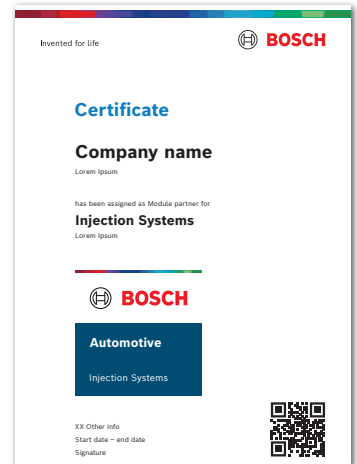 Invented for life
BOSCH
Certificate
Company name
Lorem Ipsum
has been assigned as Module partner for
Injection Systems
Lorem Ipsum
BOSCH
Automotive
Injection Systems
XX Other info
Start date – end date
Signature